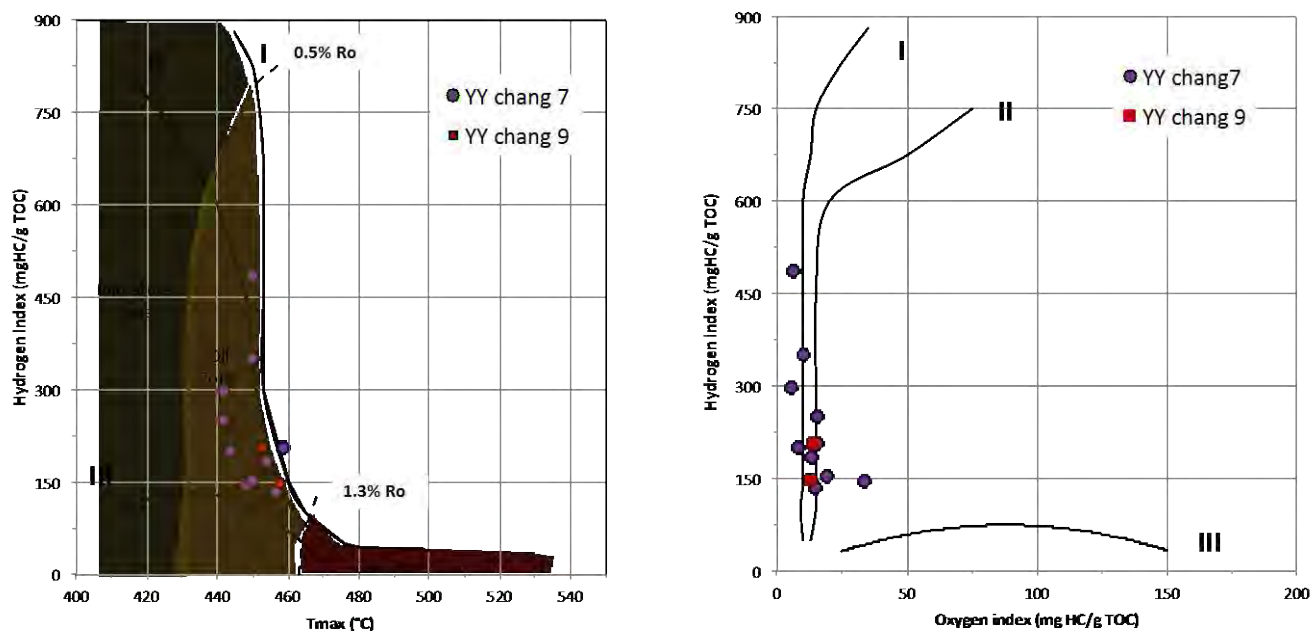 900
750
600
450
300
150
0
Hydrogen Index (mgHC/g TOC)
I
0.5% Ro
YY chang 7
YY chang 9
III
1.3% Ro
400
420
440
460
480
500
520
540
Tmax (°C)
900
750
600
450
300
150
0
Hydrogen index (mgHC/g TOC)
I
II
III
YY chang7
YY chang 9
0
50
100
150
200
Oxygen index (mg HC/g TOC)